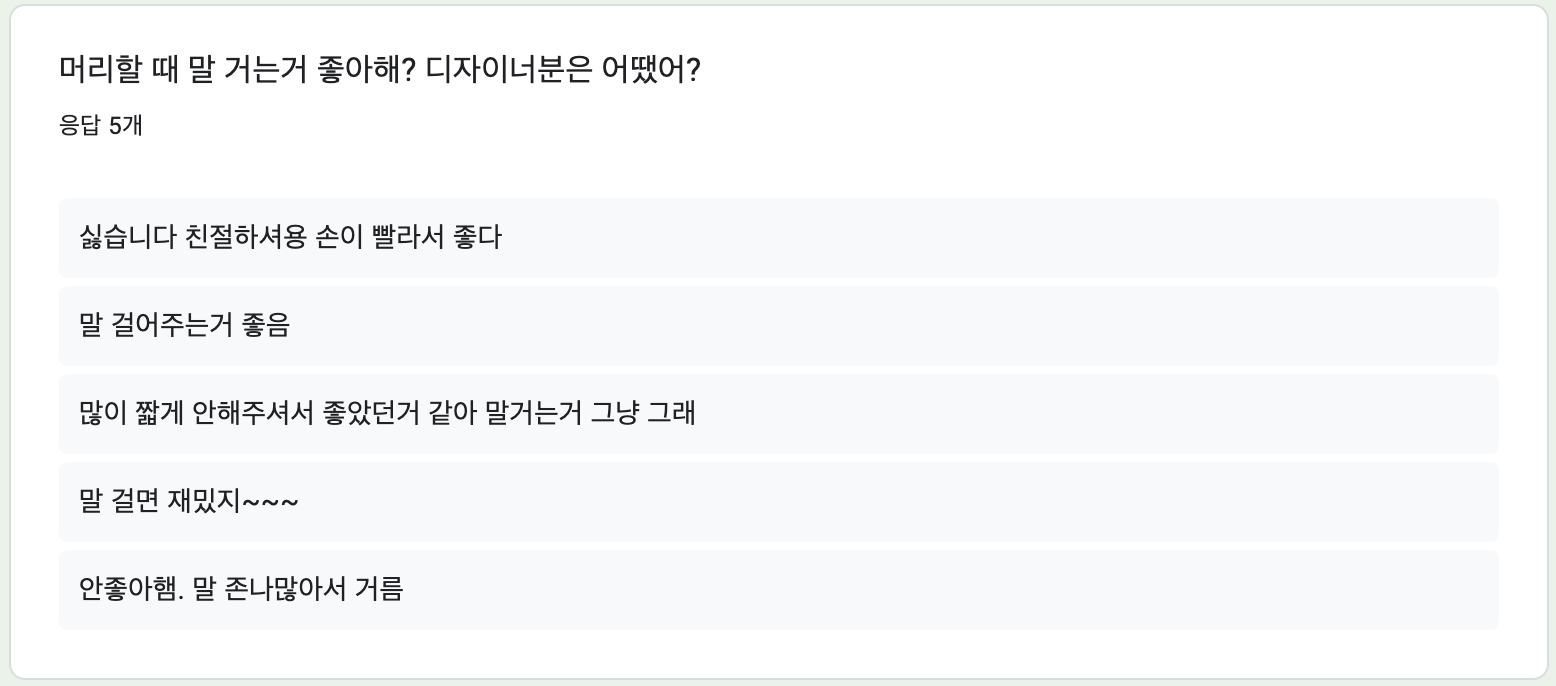 머리할 때 말 거는거 좋아해? 디자이너분은 어땠어?
응답 5개
싫습니다 친절하셔용 손이 빨라서 좋다
말 걸어주는거 좋음
많이 짧게 안해주셔서 좋았던거 같아 말거는거 그냥 그래
말 걸면 재밌지~~~
안좋아햄. 말 존나많아서 거름